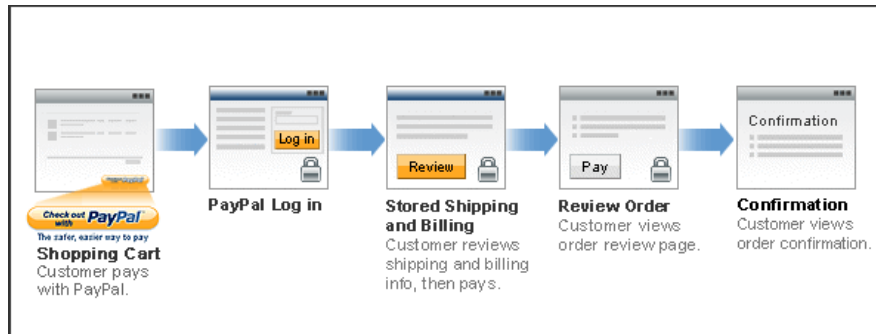 Log in
Review
Pay
Confirmation
Check out
with PayPal
The safer, easier way to pay
Shopping Cart
Customer pays
with PayPal.
PayPal Log in
Stored Shipping
and Billing
Customer reviews
shipping and billing
info, then pays.
Review Order
Customer views
order review page.
Confirmation
Customer views
order confirmation.